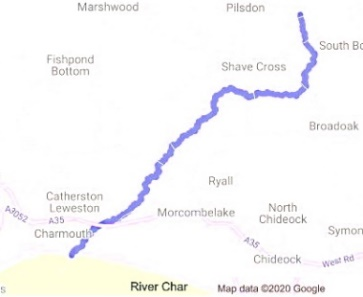 Marshwood
Pilsdon
South Bo
Fishpond
Bottom
Shave Cross
Broadoak
Ryall
Catherston
Leweston
North
Chideock
Morcombelake
A3052
A35
Charmouth
A35
Symon
Chideock
West Rd
s
River Char
Map data ©2020 Google